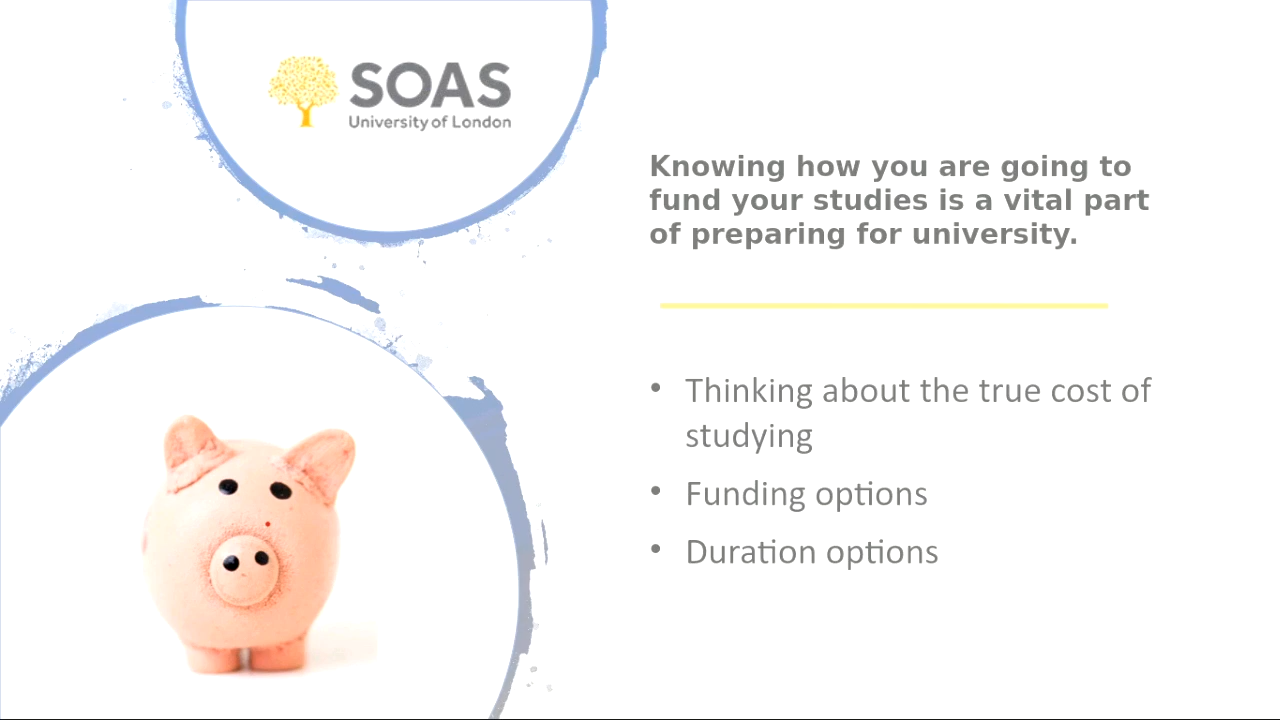 SOAS
University of London
Knowing how you are going to
fund your studies is a vital part
of preparing for university.
• Thinking about the true cost of
studying
• Funding options
• Duration options